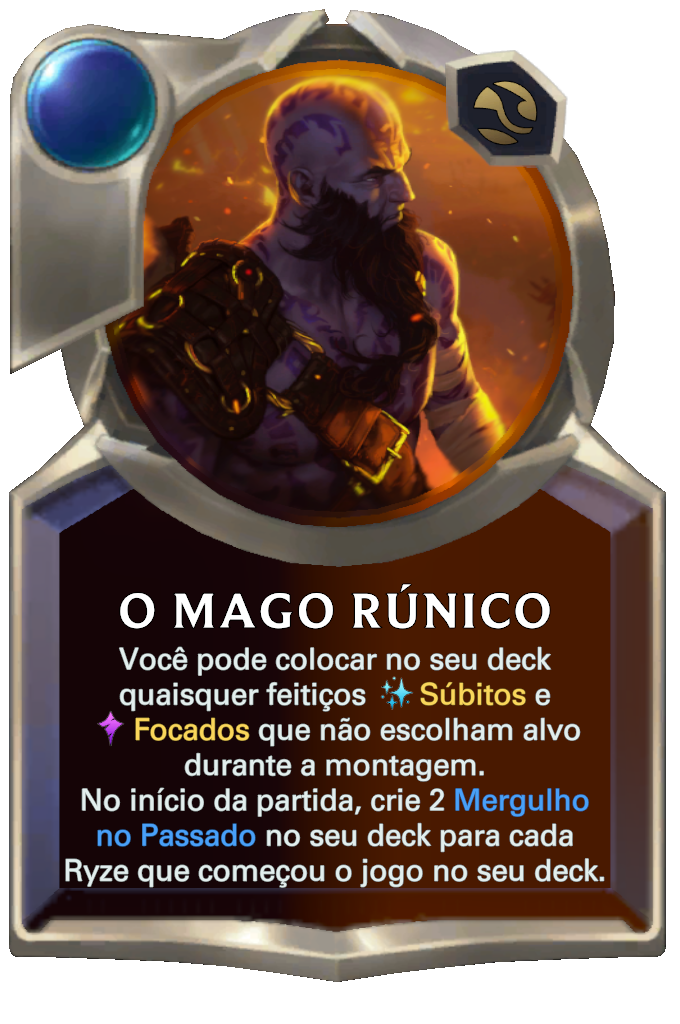 O MAGO RÚNICO
Você pode colocar no seu deck
quaisquer feitiços Súbitos e
Focados que não escolham alvo
durante a montagem.
No início da partida, crie 2 Mergulho
no Passado no seu deck para cada
Ryze que começou o jogo no seu deck.